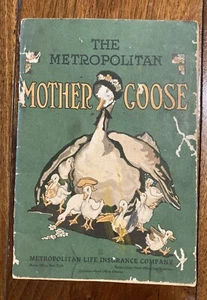 THE
METROPOLITAN
MOTHER GOOSE
METROPOLITAN LIFE INSURANCE COMPANY